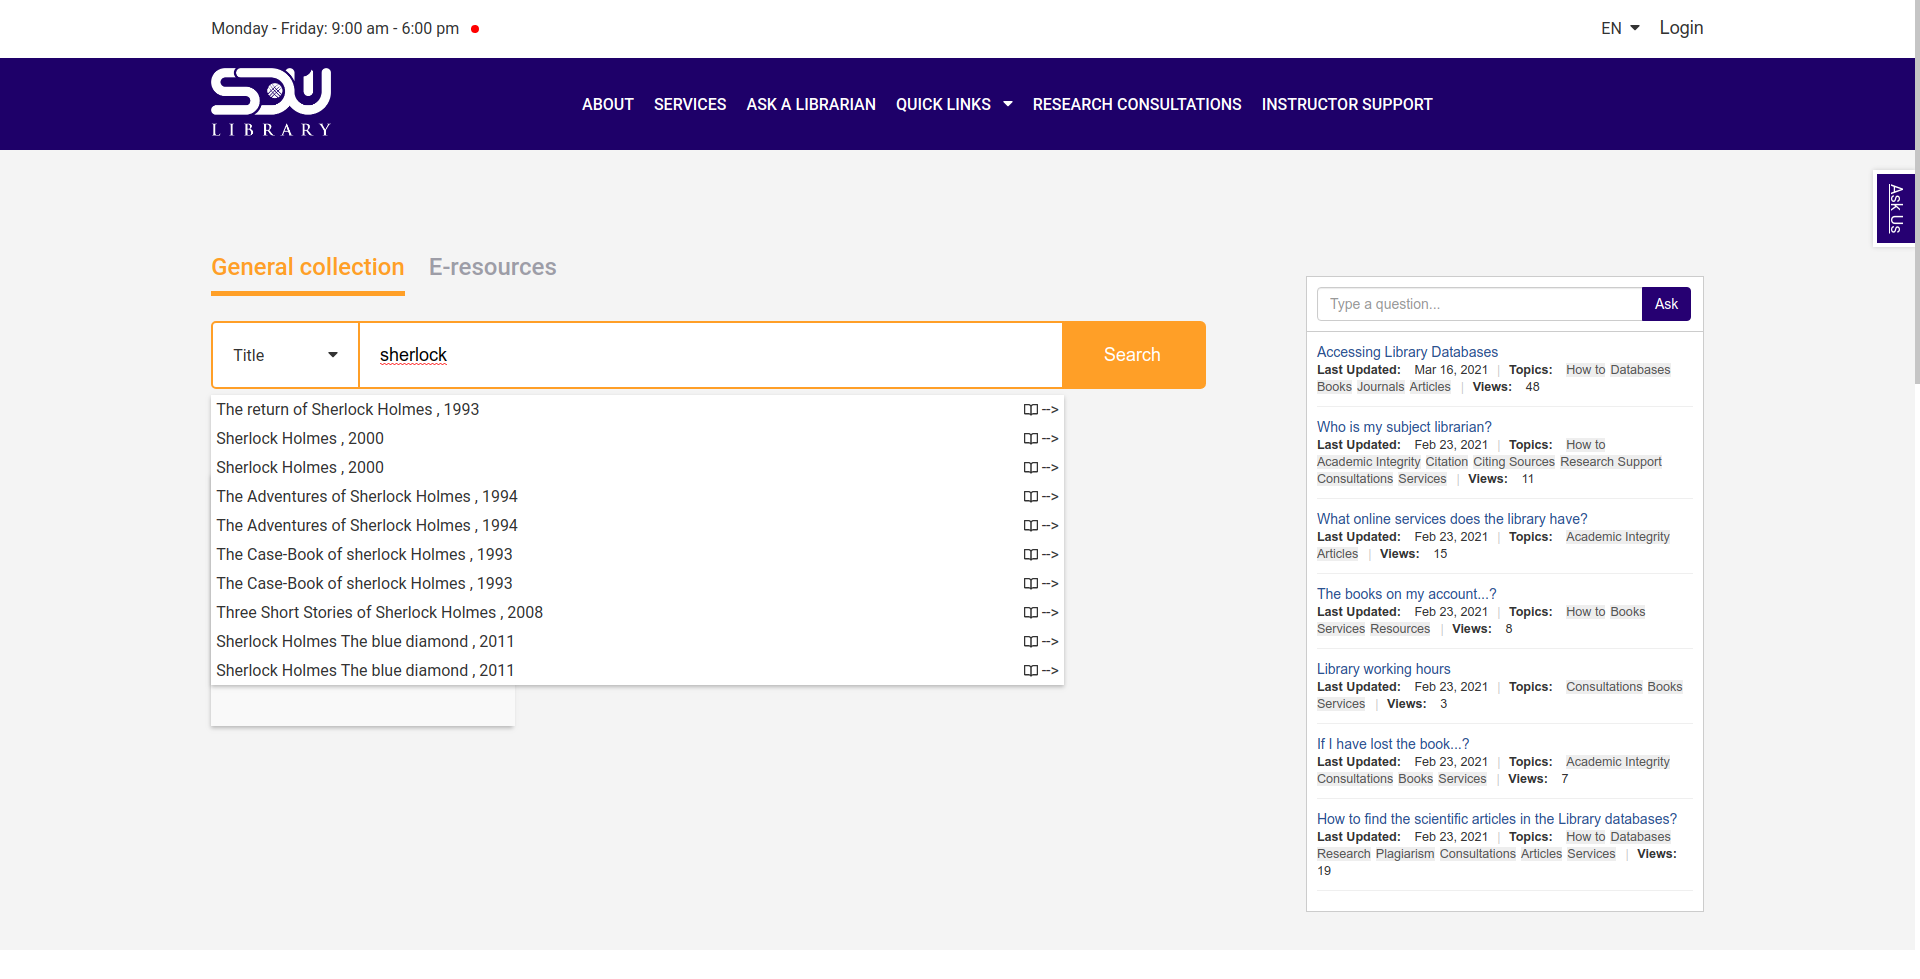 Monday - Friday: 9:00 am - 6:00 pm
EN
Login
SDU
LIBRARY
ABOUT SERVICES ASK A LIBRARIAN QUICK LINKS RESEARCH CONSULTATIONS INSTRUCTOR SUPPORT
Ask Us
General collection E-resources
Title
sherlock
Search
The return of Sherlock Holmes , 1993 -->
Sherlock Holmes , 2000 -->
Sherlock Holmes , 2000 -->
The Adventures of Sherlock Holmes , 1994 -->
The Adventures of Sherlock Holmes , 1994 -->
The Case-Book of sherlock Holmes , 1993 -->
The Case-Book of sherlock Holmes , 1993 -->
Three Short Stories of Sherlock Holmes , 2008 -->
Sherlock Holmes The blue diamond , 2011 -->
Sherlock Holmes The blue diamond , 2011 -->
Type a question...
Ask
Accessing Library Databases
Last Updated: Mar 16, 2021 | Topics: How to Databases
Books Journals Articles | Views: 48
Who is my subject librarian?
Last Updated: Feb 23, 2021 | Topics: How to
Academic Integrity Citation Citing Sources Research Support
Consultations Services | Views: 11
What online services does the library have?
Last Updated: Feb 23, 2021 | Topics: Academic Integrity
Articles | Views: 15
The books on my account...?
Last Updated: Feb 23, 2021 | Topics: How to Books
Services Resources | Views: 8
Library working hours
Last Updated: Feb 23, 2021 | Topics: Consultations Books
Services | Views: 3
If I have lost the book...?
Last Updated: Feb 23, 2021 | Topics: Academic Integrity
Consultations Books Services | Views: 7
How to find the scientific articles in the Library databases?
Last Updated: Feb 23, 2021 | Topics: How to Databases
Research Plagiarism Consultations Articles Services | Views:
19